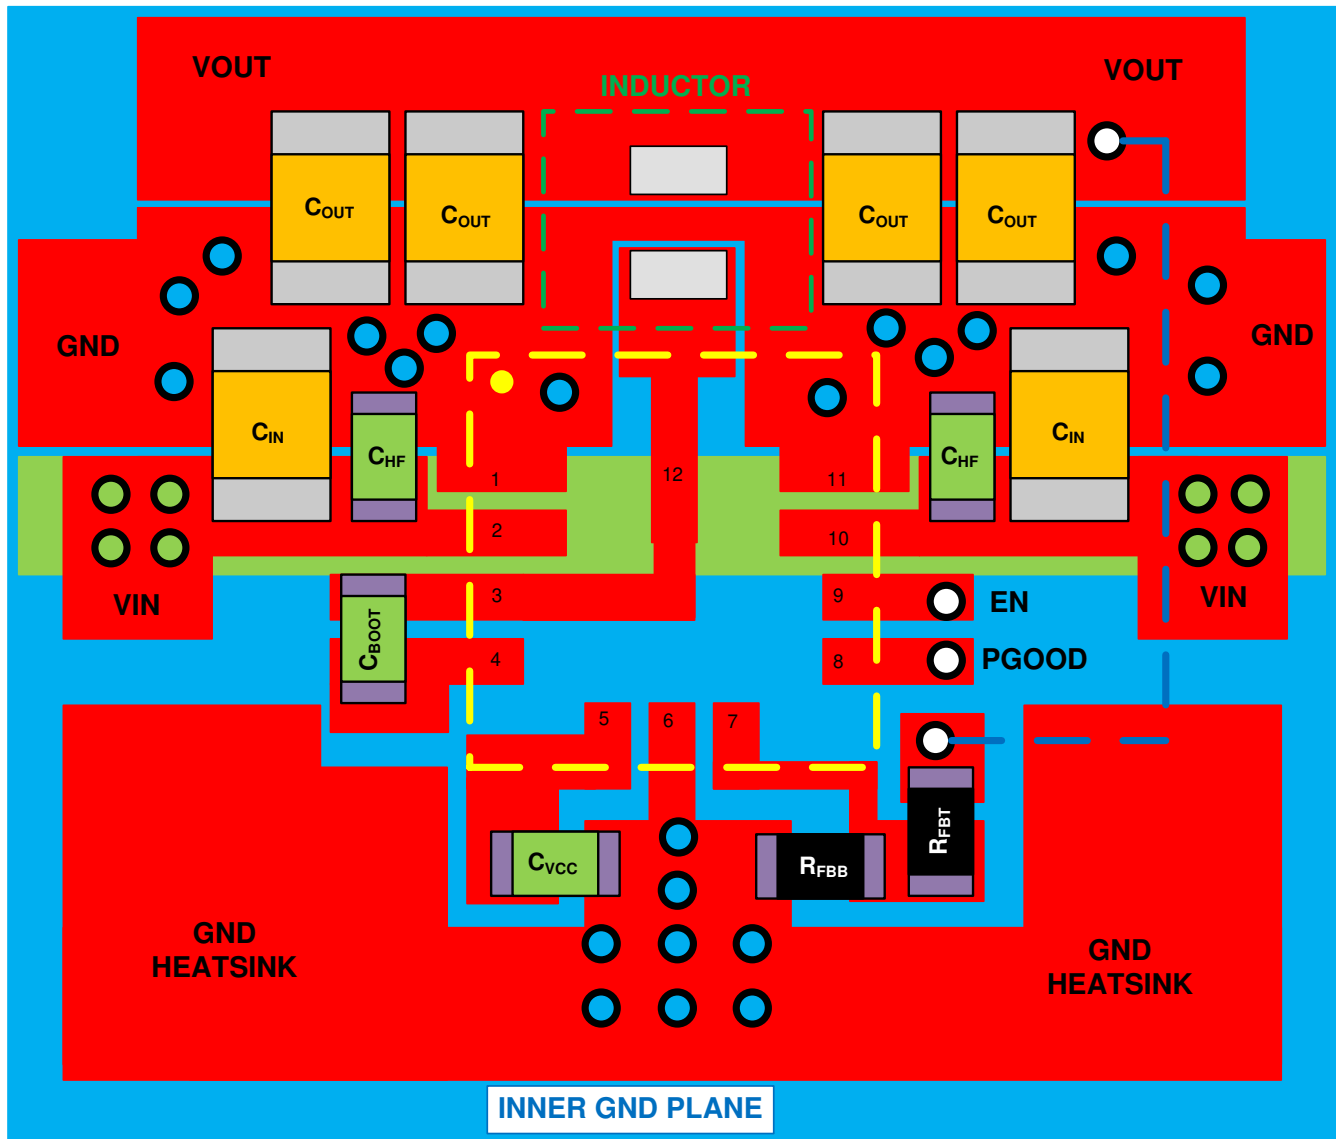 VOUT
VOUT
INDUCTOR
COUT
COUT
COUT
COUT
GND
GND
CIN
CHF
CHF
CIN
1
12
11
2
10
VIN
3
9
EN
VIN
CBOOT
4
8
PGOOD
5
6
7
CVCC
RFBB
RFBT
GND
HEATSINK
GND
HEATSINK
INNER GND PLANE